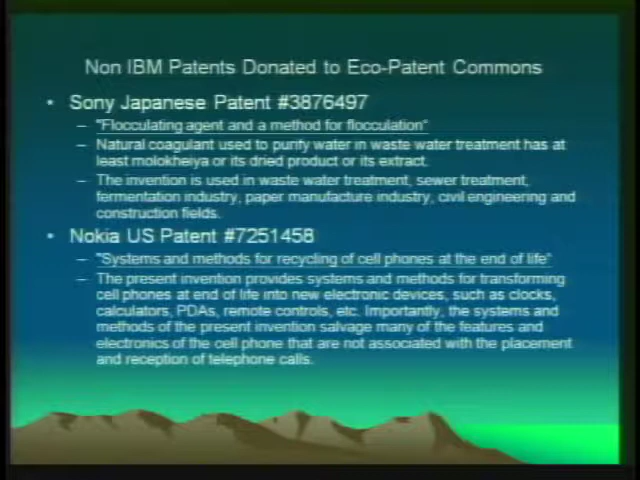 Non IBM Patents Donated to Eco-Patent Commons
• Sony Japanese Patent #3876497
– "Flocculating agent and a method for flocculation"
– Natural coagulant used to purify water in waste water treatment has at
least molokheiya or its dried product or its extract.
– The invention is used in waste water treatment, sewer treatment,
fermentation industry, paper manufacture industry, civil engineering and
construction fields.
• Nokia US Patent #7251458
– "Systems and methods for recycling of cell phones at the end of life"
– The present invention provides systems and methods for transforming
cell phones at end of life into new electronic devices, such as clocks,
calculators, PDAs, remote controls, etc. Importantly, the systems and
methods of the present invention salvage many of the features and
electronics of the cell phone that are not associated with the placement
and reception of telephone calls.